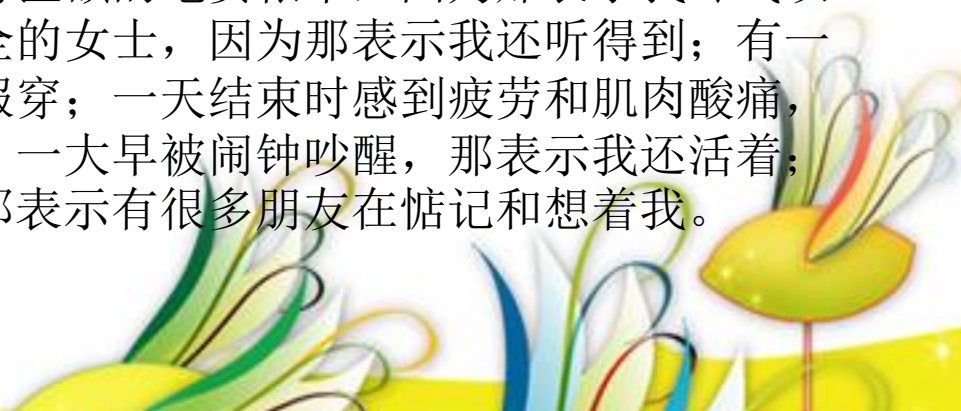 全的女士，因为那表示我还听得到；有一
服穿；一天结束时感到疲劳和肌肉酸痛，
一大早被闹钟吵醒，那表示我还活着；
那表示有很多朋友在惦记和想着我。